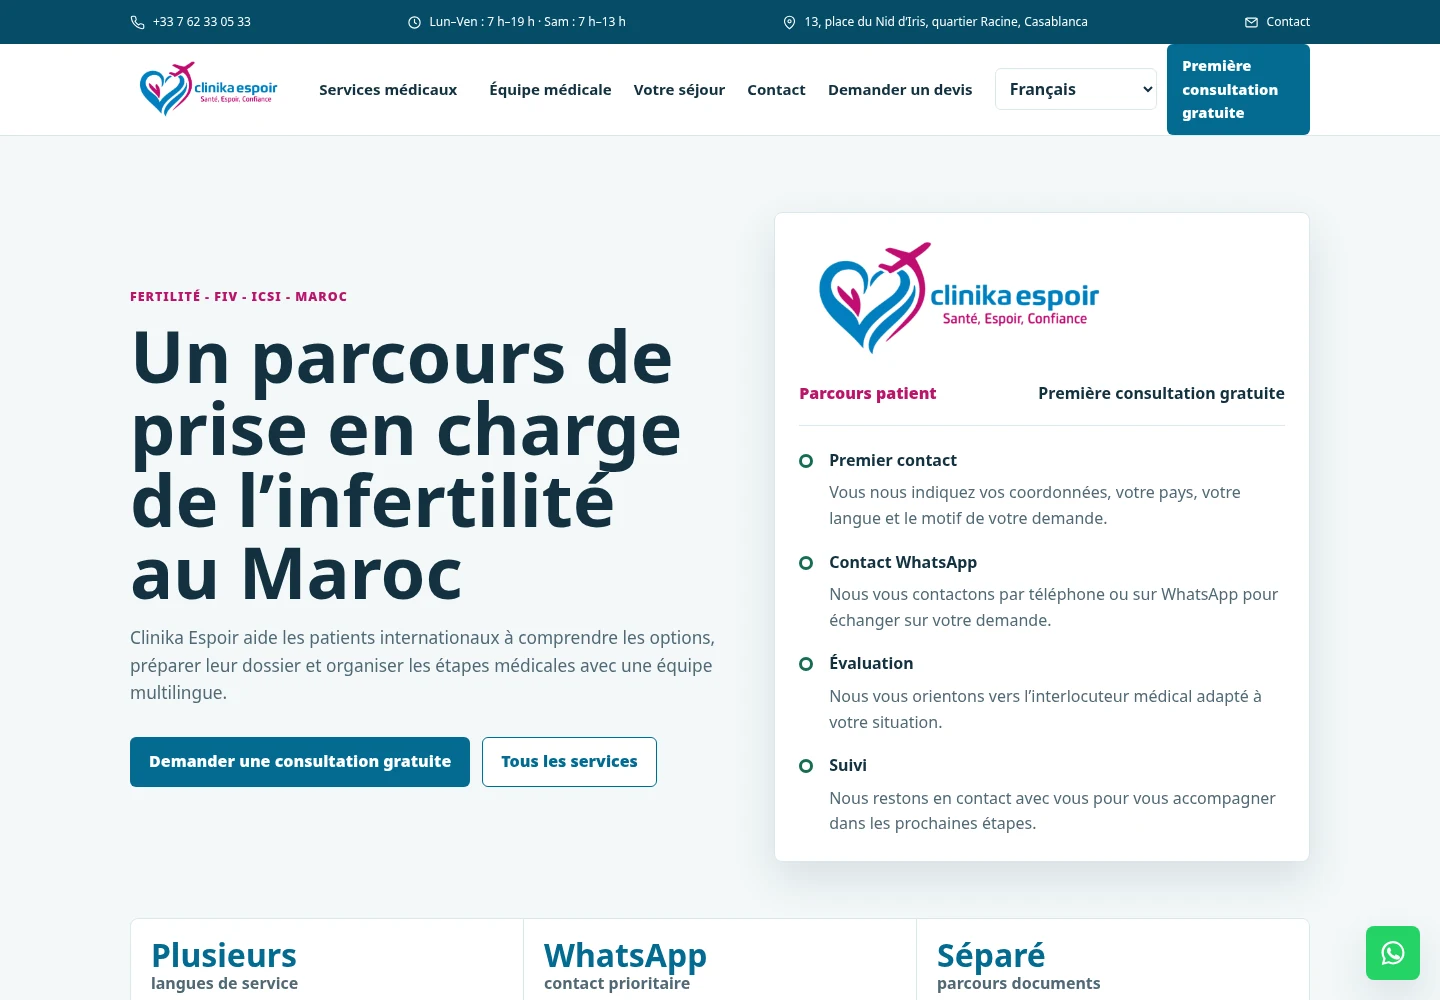 +33 7 62 33 05 33
Lun–Ven : 7 h–19 h · Sam : 7 h–13 h
13, place du Nid d’Iris, quartier Racine, Casablanca
Contact
clinika espoir
Santé, Espoir, Confiance
Services médicaux
Équipe médicale
Votre séjour
Contact
Demander un devis
Français
Première
consultation
gratuite
FERTILITÉ - FIV - ICSI - MAROC
Un parcours de
prise en charge
de l’infertilité
au Maroc
Clinika Espoir aide les patients internationaux à comprendre les options,
préparer leur dossier et organiser les étapes médicales avec une équipe
multilingue.
Demander une consultation gratuite
Tous les services
clinika espoir
Santé, Espoir, Confiance
Parcours patient
Première consultation gratuite
Premier contact
Vous nous indiquez vos coordonnées, votre pays, votre
langue et le motif de votre demande.
Contact WhatsApp
Nous vous contactons par téléphone ou sur WhatsApp pour
échanger sur votre demande.
Évaluation
Nous vous orientons vers l’interlocuteur médical adapté à
votre situation.
Suivi
Nous restons en contact avec vous pour vous accompagner
dans les prochaines étapes.
Plusieurs
langues de service
WhatsApp
contact prioritaire
Séparé
parcours documents